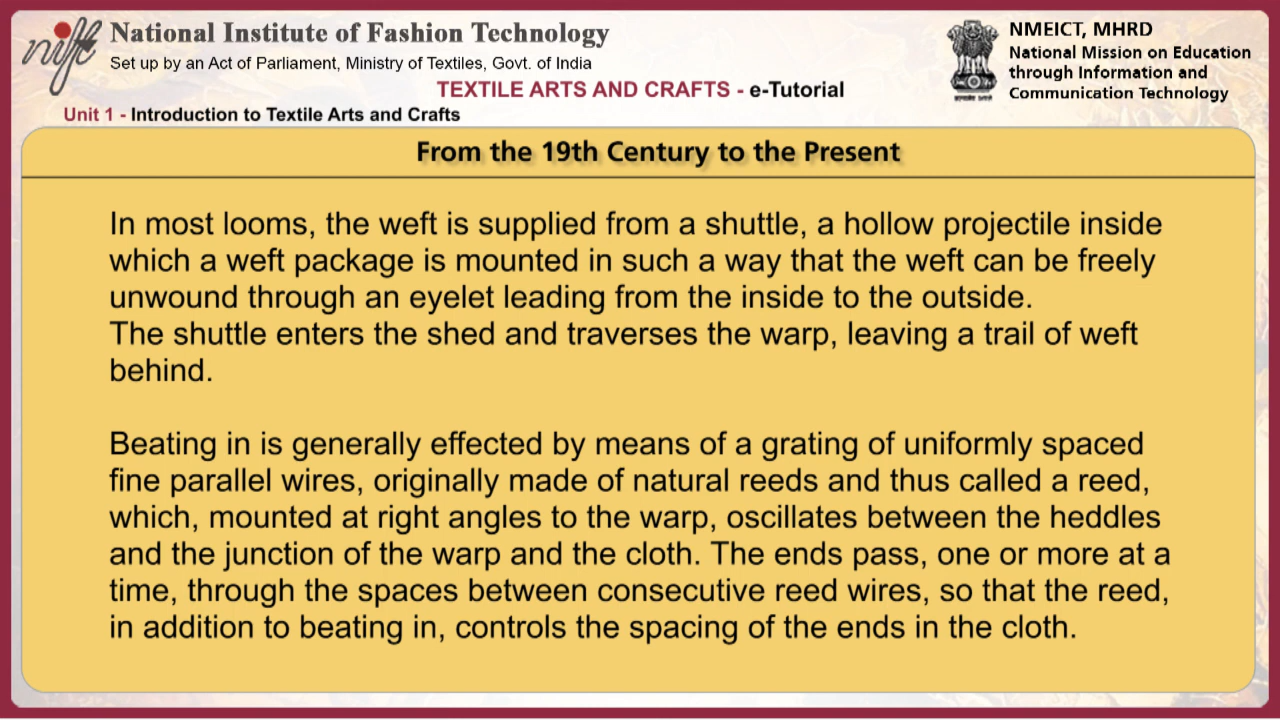 nift
National Institute of Fashion Technology
Set up by an Act of Parliament, Ministry of Textiles, Govt. of India
NMEICT, MHRD
National Mission on Education
through Information and
Communication Technology
TEXTILE ARTS AND CRAFTS - e-Tutorial
Unit 1 - Introduction to Textile Arts and Crafts
From the 19th Century to the Present
In most looms, the weft is supplied from a shuttle, a hollow projectile inside
which a weft package is mounted in such a way that the weft can be freely
unwound through an eyelet leading from the inside to the outside.
The shuttle enters the shed and traverses the warp, leaving a trail of weft
behind.
Beating in is generally effected by means of a grating of uniformly spaced
fine parallel wires, originally made of natural reeds and thus called a reed,
which, mounted at right angles to the warp, oscillates between the heddles
and the junction of the warp and the cloth. The ends pass, one or more at a
time, through the spaces between consecutive reed wires, so that the reed,
in addition to beating in, controls the spacing of the ends in the cloth.